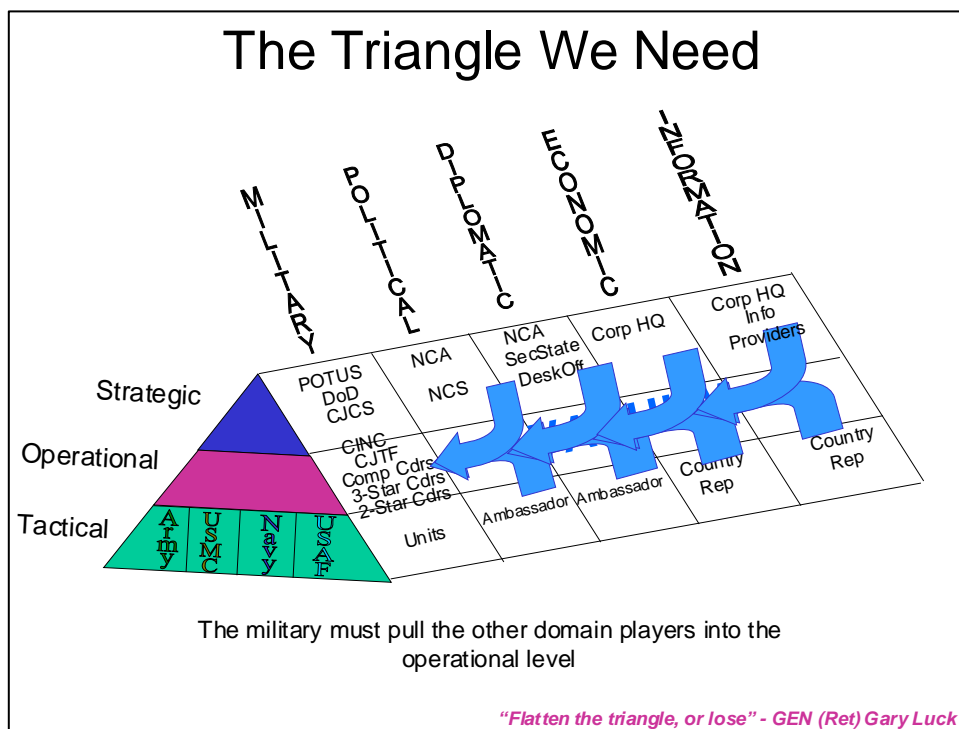 The Triangle We Need
MILITARY
POLITICAL
DIPLOMATIC
ECONOMIC
INFORMATION
Strategic
Operational
Tactical
POTUS
DoD
CJCS
NCA
NCS
NCA
SecState
DeskOff
Corp HQ
Corp HQ
Info
Providers
CINC
CJTF
Comp Cdrs
3-Star Cdrs
2-Star Cdrs
Units
Ambassador
Ambassador
Country
Rep
Country
Rep
Army
USMC
Navy
USAF
The military must pull the other domain players into the
operational level
“Flatten the triangle, or lose” - GEN (Ret) Gary Luck